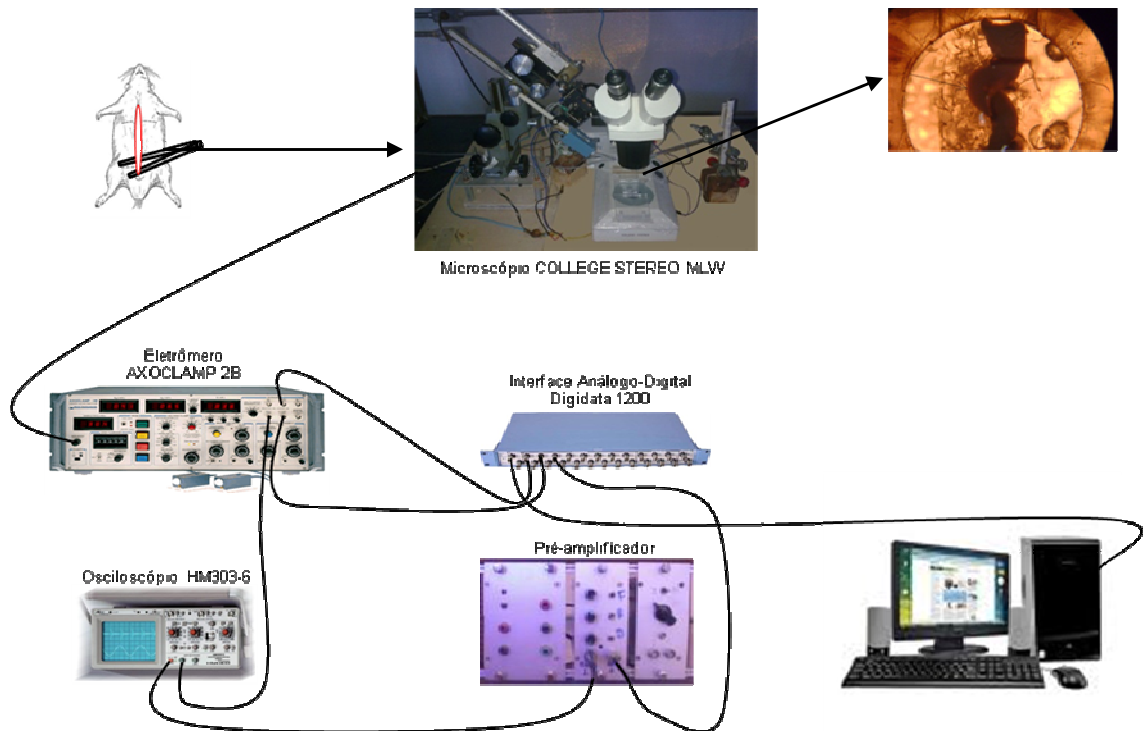 Microscópio COLLEGE STEREO MLW
Eletrômero
AXOCLAMP 2B
Interface Análogo-Digital
Digidata 1200
Osciloscópio HM303-6
Pré-amplificador